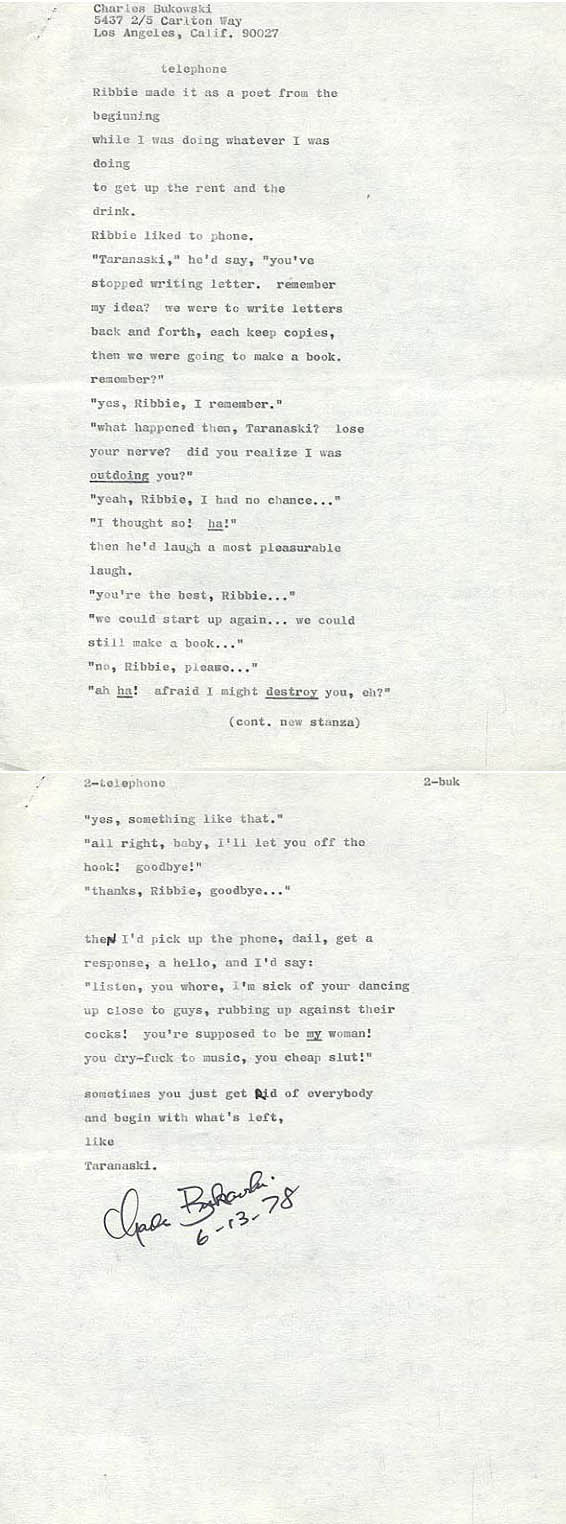 Charles Bukowski
5437 2/5 Carlton Way
Los Angeles, Calif. 90027
telephone
Ribbie made it as a poet from the
beginning
while I was doing whatever I was
doing
to get up the rent and the
drink.
Ribbie liked to phone.
"Taranaski," he'd say, "you've
stopped writing letter. remember
my idea? we were to write letters
back and forth, each keep copies,
then we were going to make a book.
remember?"
"yes, Ribbie, I remember."
"what happened then, Taranaski? lose
your nerve? did you realize I was
outdoing you?"
"yeah, Ribbie, I had no chance..."
"I thought so! ha!"
then he'd laugh a most pleasurable
laugh.
"you're the best, Ribbie..."
"we could start up again... we could
still make a book..."
"no, Ribbie, please..."
"ah ha! afraid I might destroy you, eh?"
(cont. new stanza)
2-telephone 2-buk
"yes, something like that."
"all right, baby, I'll let you off the
hook! goodbye!"
"thanks, Ribbie, goodbye..."
then I'd pick up the phone, dail, get a
response, a hello, and I'd say:
"listen, you whore, I'm sick of your dancing
up close to guys, rubbing up against their
cocks! you're supposed to be my woman!
you dry-fuck to music, you cheap slut!"
sometimes you just get Rid of everybody
and begin with what's left,
like
Taranaski.
Charles Bukowski
6-13-78